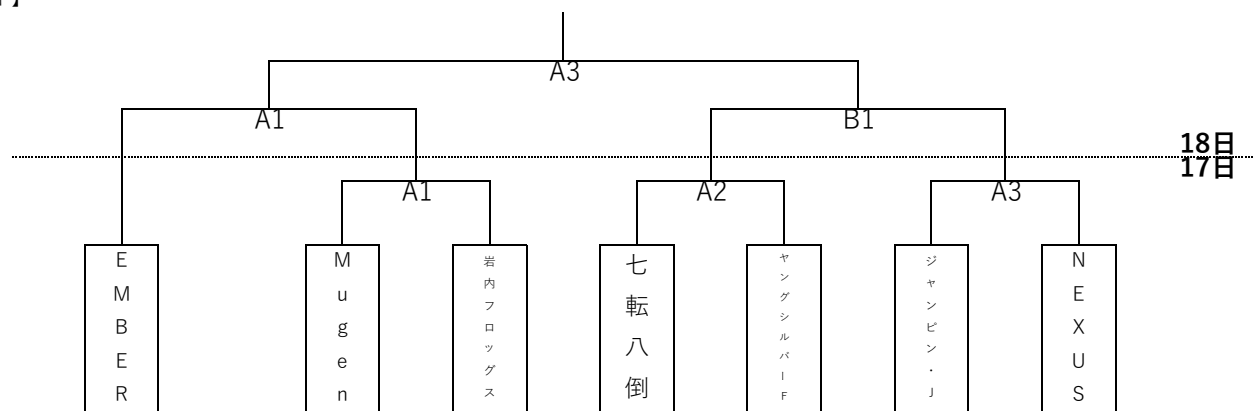 A3
A1
B1
18日
17日
A1
A2
A3
EMBER
Mugen
岩内フロッグス
七転八倒
ヤングシルバーF
ジャンピン・J
NEXUS